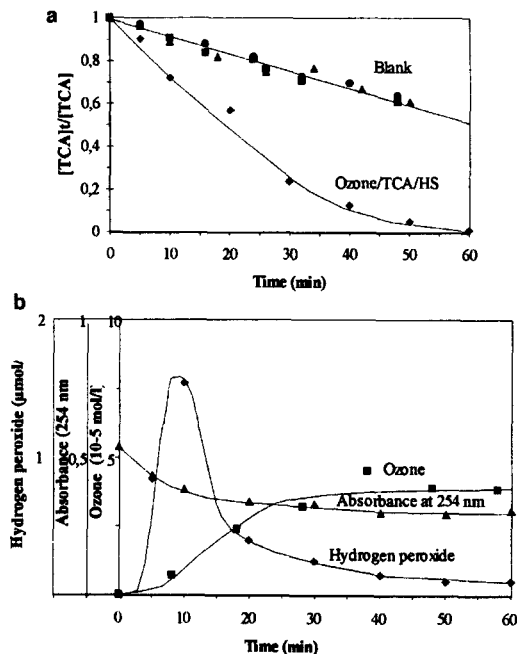 a
1
0,8
0,6
0,4
0,2
0
[TCA]t/[TCA]
Blank
Ozone/TCA/HS
0 10 20 30 40 50 60
Time (min)
b
2
1
0
Hydrogen peroxide (µmol/
1
0,5
Absorbance (254 nm
10
5
0
Ozone (10-5 mol/l
Ozone
Absorbance at 254 nm
Hydrogen peroxide
0 10 20 30 40 50 60
Time (min)